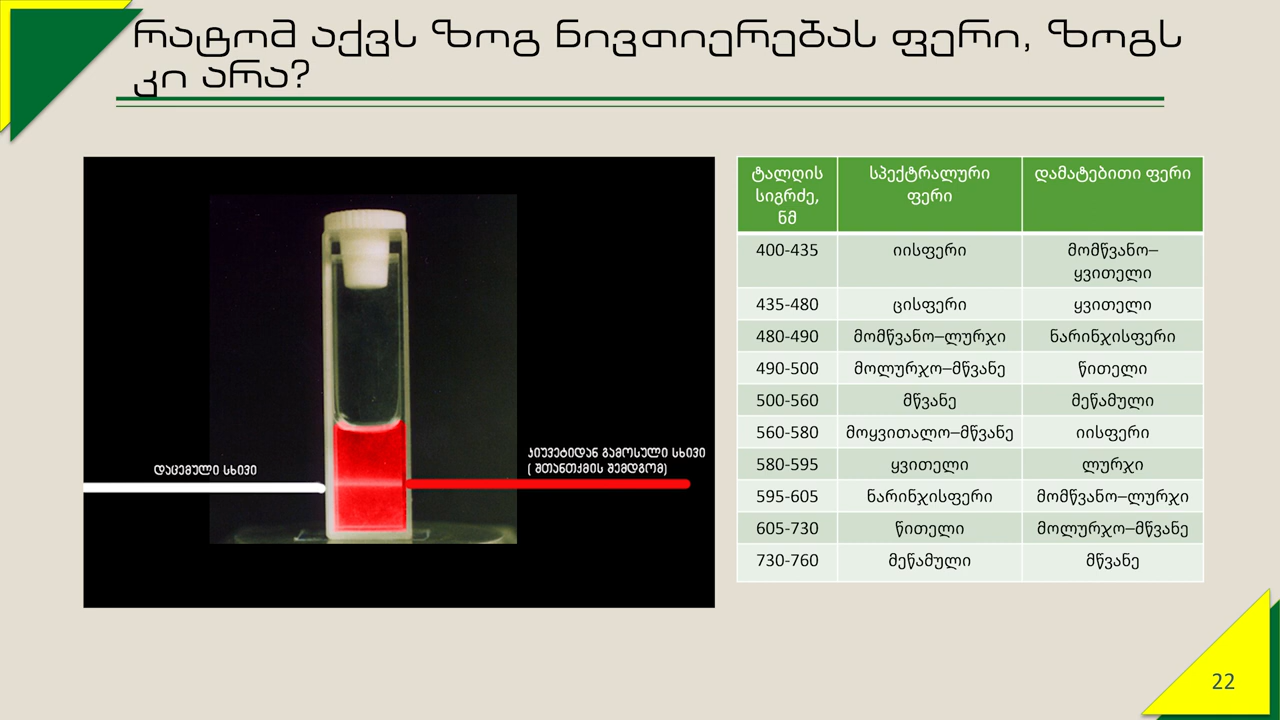 რატომ აქვს ზოგ ნივთიერებას ფერი, ზოგს
კი არა?
დაცემული სხივი
კიუვეტიდან გამოსული სხივი
( შთანთქმის შემდგომ)
ტალღის სიგრძე, ნმ სპექტრალური ფერი დამატებითი ფერი
400-435 იისფერი მომწვანო–ყვითელი
435-480 ცისფერი ყვითელი
480-490 მომწვანო–ლურჯი ნარინჯისფერი
490-500 მოლურჯო–მწვანე წითელი
500-560 მწვანე მეწამული
560-580 მოყვითალო–მწვანე იისფერი
580-595 ყვითელი ლურჯი
595-605 ნარინჯისფერი მომწვანო–ლურჯი
605-730 წითელი მოლურჯო–მწვანე
730-760 მეწამული მწვანე
22